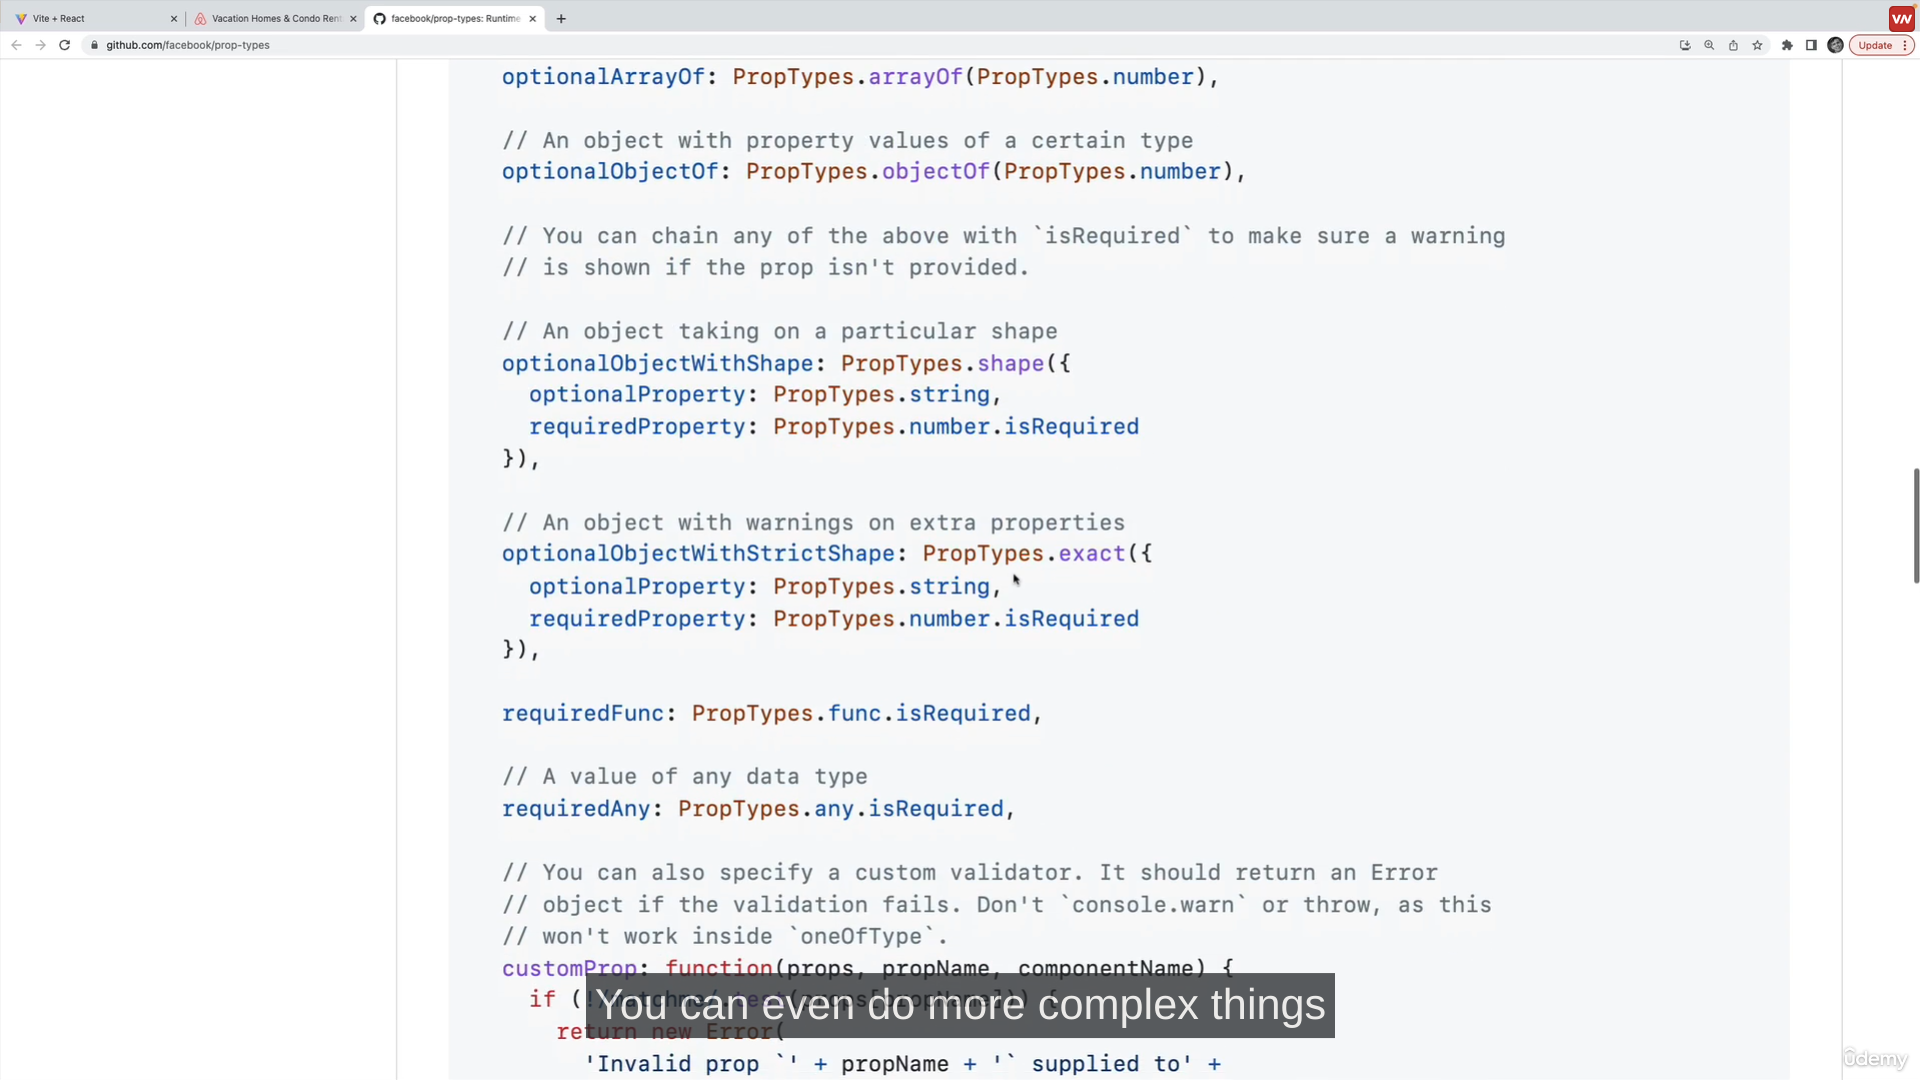 Vite + React
Vacation Homes & Condo Rent
facebook/prop-types: Runtime
github.com/facebook/prop-types
Update
optionalArrayOf: PropTypes.arrayOf(PropTypes.number),
// An object with property values of a certain type
optionalObjectOf: PropTypes.objectOf(PropTypes.number),
// You can chain any of the above with `isRequired` to make sure a warning
// is shown if the prop isn't provided.
// An object taking on a particular shape
optionalObjectWithShape: PropTypes.shape({
optionalProperty: PropTypes.string,
requiredProperty: PropTypes.number.isRequired
}),
// An object with warnings on extra properties
optionalObjectWithStrictShape: PropTypes.exact({
optionalProperty: PropTypes.string,
requiredProperty: PropTypes.number.isRequired
}),
requiredFunc: PropTypes.func.isRequired,
// A value of any data type
requiredAny: PropTypes.any.isRequired,
// You can also specify a custom validator. It should return an Error
// object if the validation fails. Don't `console.warn` or throw, as this
// won't work inside `oneOfType`.
customProp: function(props, propName, componentName) {
if (!/matchme/.test(props[propName])) {
You can even do more complex things
return new Error(
'Invalid prop `' + propName + '` supplied to' +
ûdemy